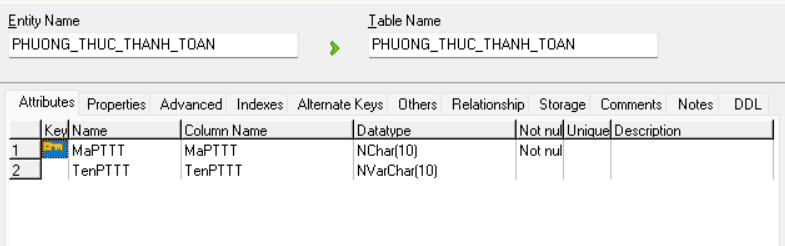 Entity Name Table Name
PHUONG_THUC_THANH_TOAN PHUONG_THUC_THANH_TOAN
Attributes Properties Advanced Indexes Alternate Keys Others Relationship Storage Comments Notes DDL
Key Name Column Name Datatype Not nul Unique Description
1 MaPTTT MaPTTT NChar(10) Not nul
2 TenPTTT TenPTTT NVarChar(10)